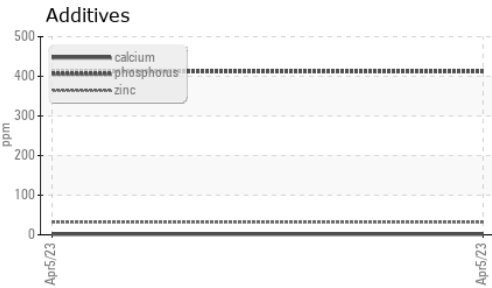 Additives
500
400
300
200
100
0
ppm
calcium
phosphorus
zinc
Apr5/23
Apr5/23